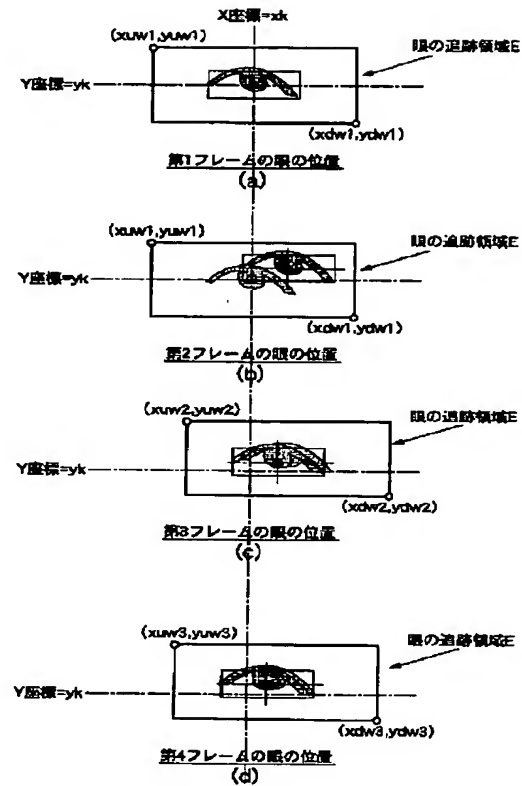 X座標=xk
(xuw1,yuw1)
眼の追跡領域E
Y座標=yk
(xdw1,ydw1)
第1フレームの眼の位置
(a)
(xuw1,yuw1)
眼の追跡領域E
Y座標=yk
(xdw1,ydw1)
第2フレームの眼の位置
(b)
(xuw2,yuw2)
眼の追跡領域E
Y座標=yk
(xdw2,ydw2)
第3フレームの眼の位置
(c)
(xuw3,yuw3)
眼の追跡領域E
Y座標=yk
(xdw3,ydw3)
第4フレームの眼の位置
(d)